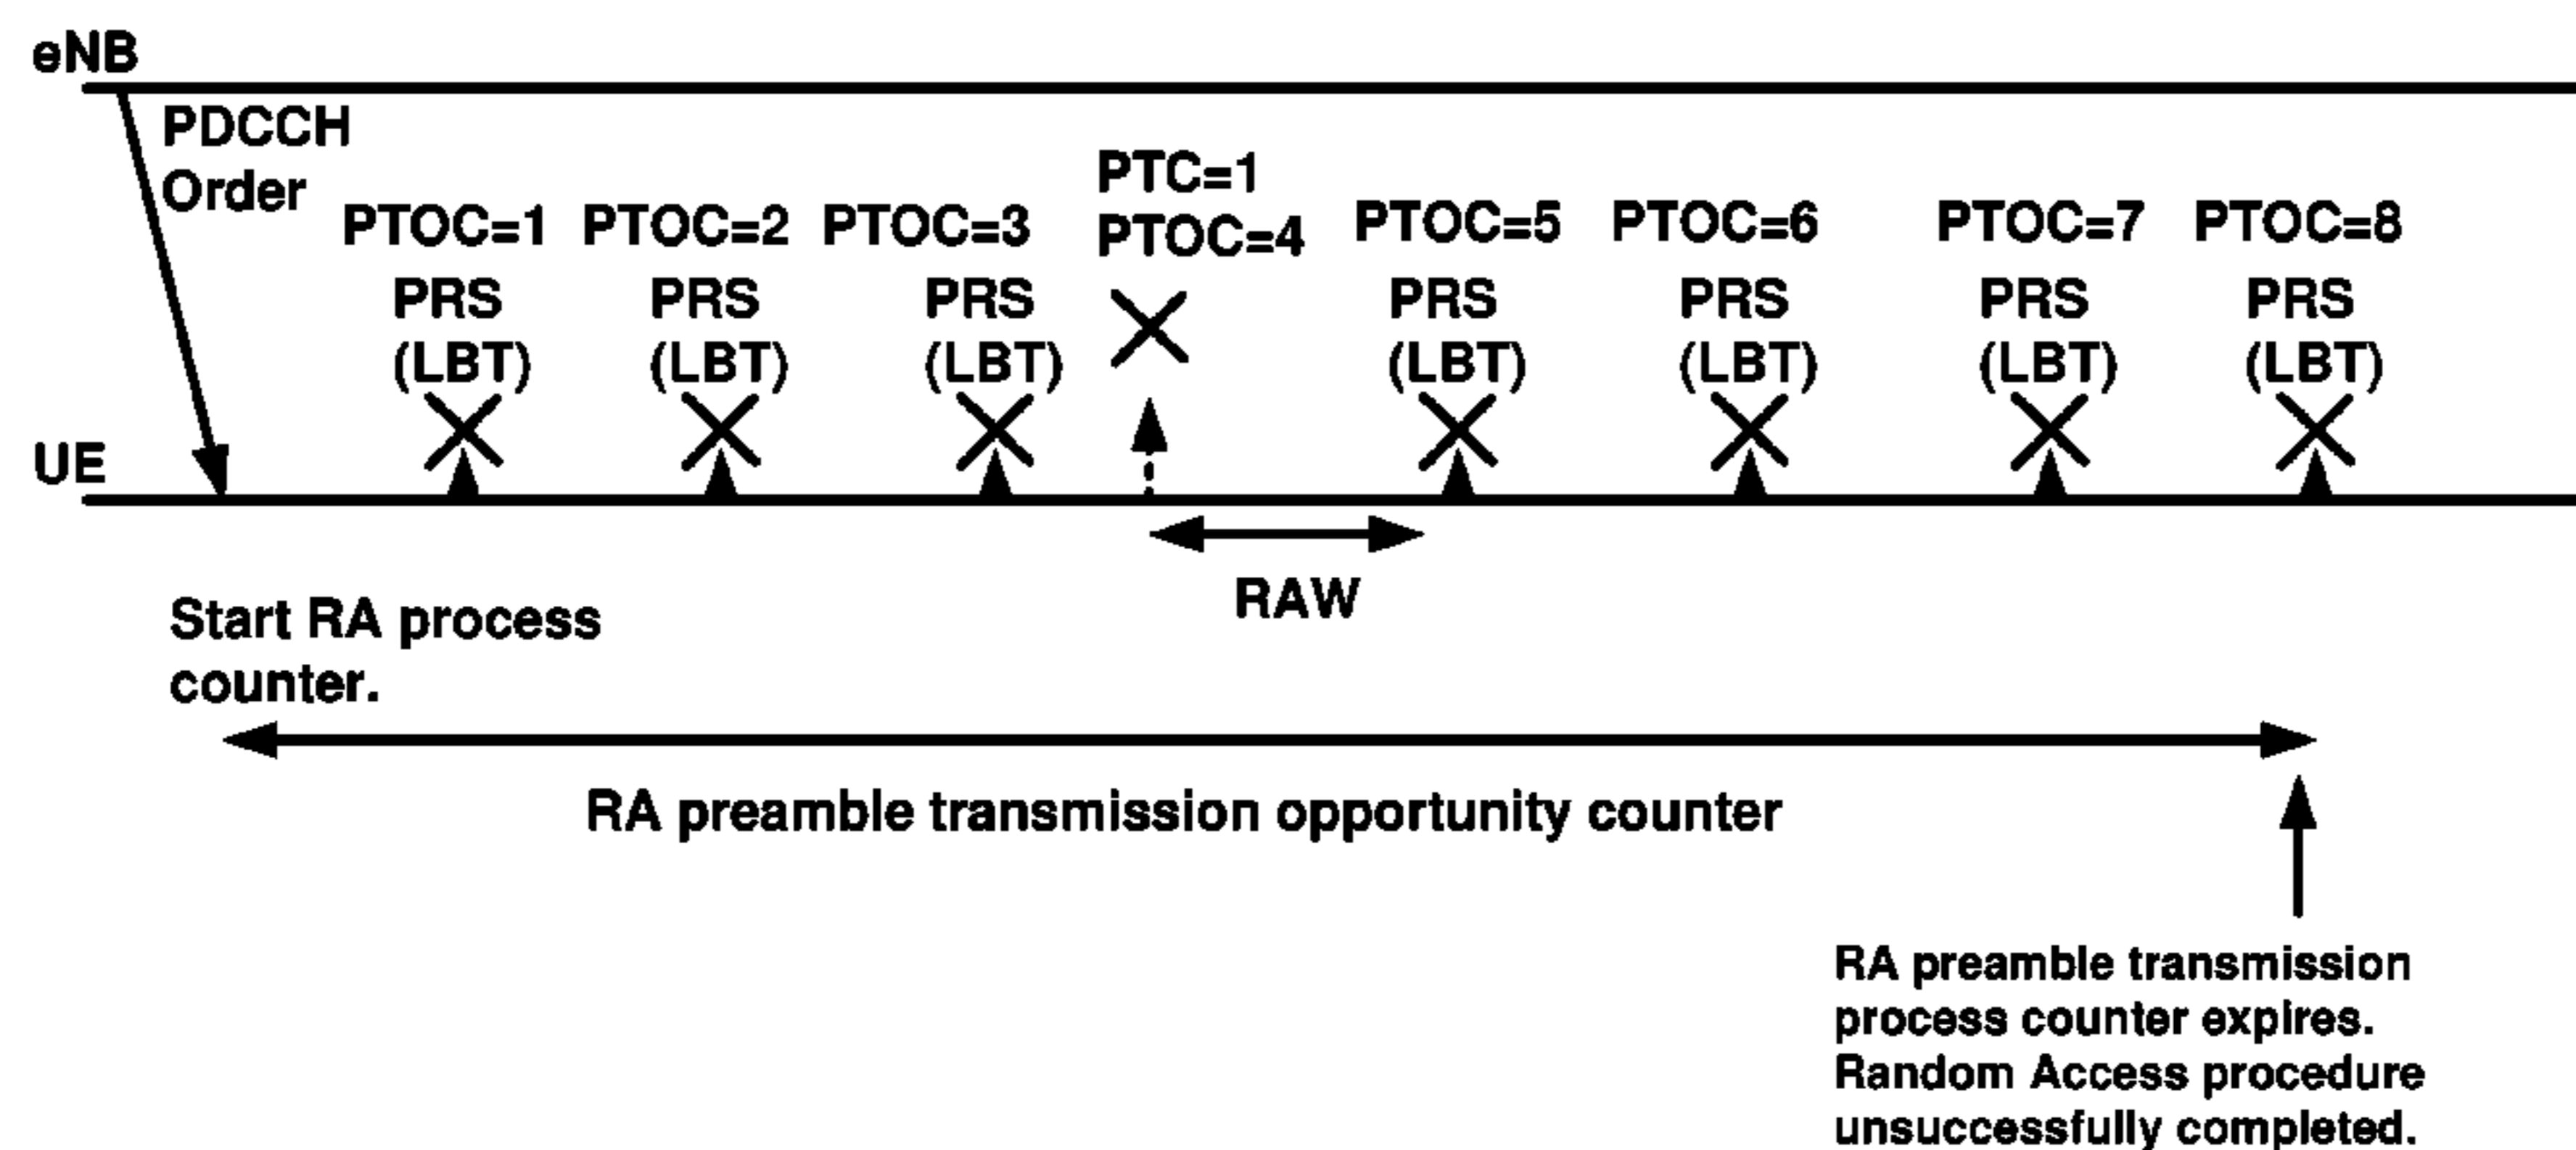 eNB
PDCCH
Order
PTOC=1
PTOC=2
PTOC=3
PTC=1
PTOC=4
PTOC=5
PTOC=6
PTOC=7
PTOC=8
PRS
(LBT)
PRS
(LBT)
PRS
(LBT)
PRS
(LBT)
PRS
(LBT)
PRS
(LBT)
PRS
(LBT)
UE
RAW
Start RA process
counter.
RA preamble transmission opportunity counter
RA preamble transmission
process counter expires.
Random Access procedure
unsuccessfully completed.